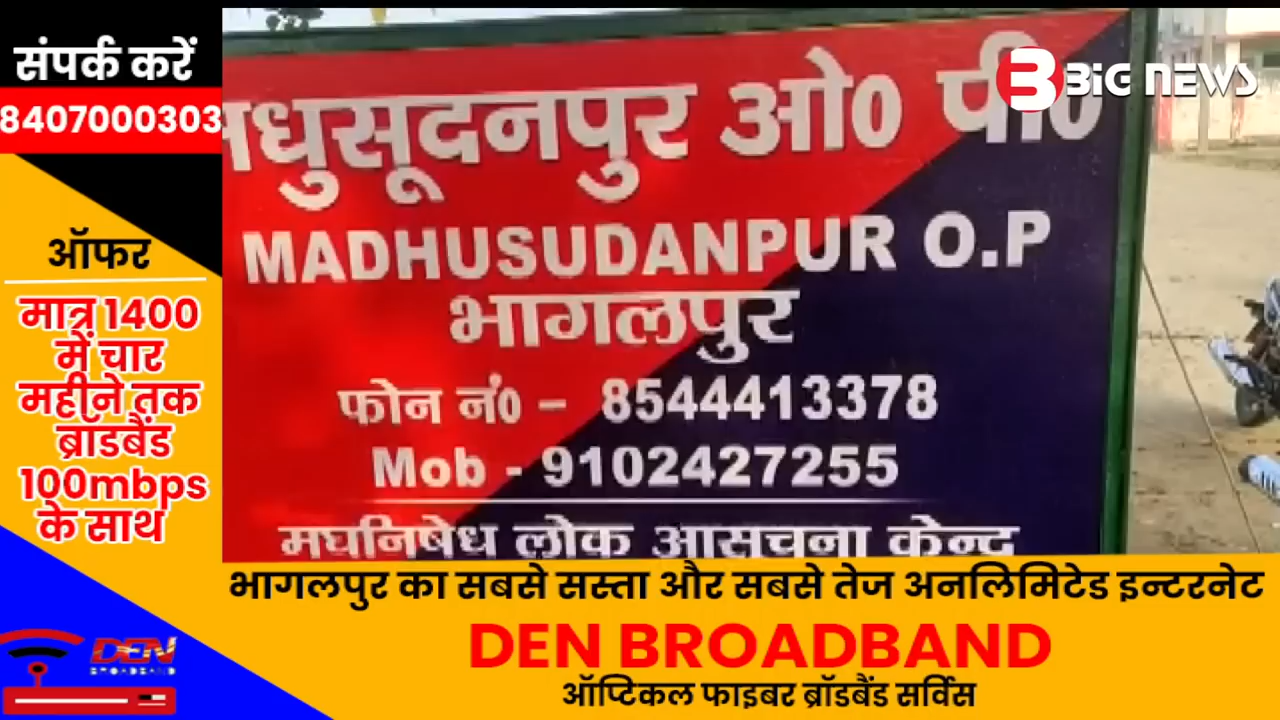 संपर्क करें
8407000303
ऑफर
मात्र 1400
में चार
महीने तक
ब्रॉडबैंड
100mbps
के साथ
DEN
BROADBAND
BIG NEWS
मधुसूदनपुर ओ० पी०
MADHUSUDANPUR O.P
भागलपुर
फोन नं० – 8544413378
Mob - 9102427255
मघनिषेध लोक आसूचना केन्द्र
भागलपुर का सबसे सस्ता और सबसे तेज अनलिमिटेड इन्टरनेट
DEN BROADBAND
ऑप्टिकल फाइबर ब्रॉडबैंड सर्विस